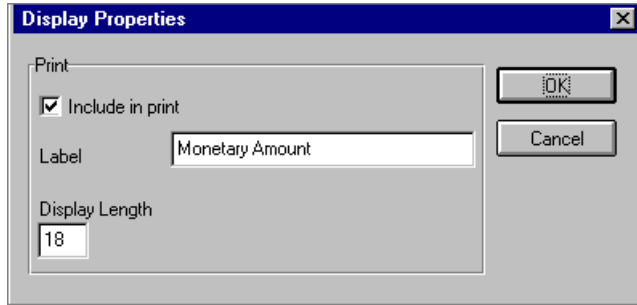 Display Properties
Print
Include in print
OK
Label
Monetary Amount
Cancel
Display Length
18